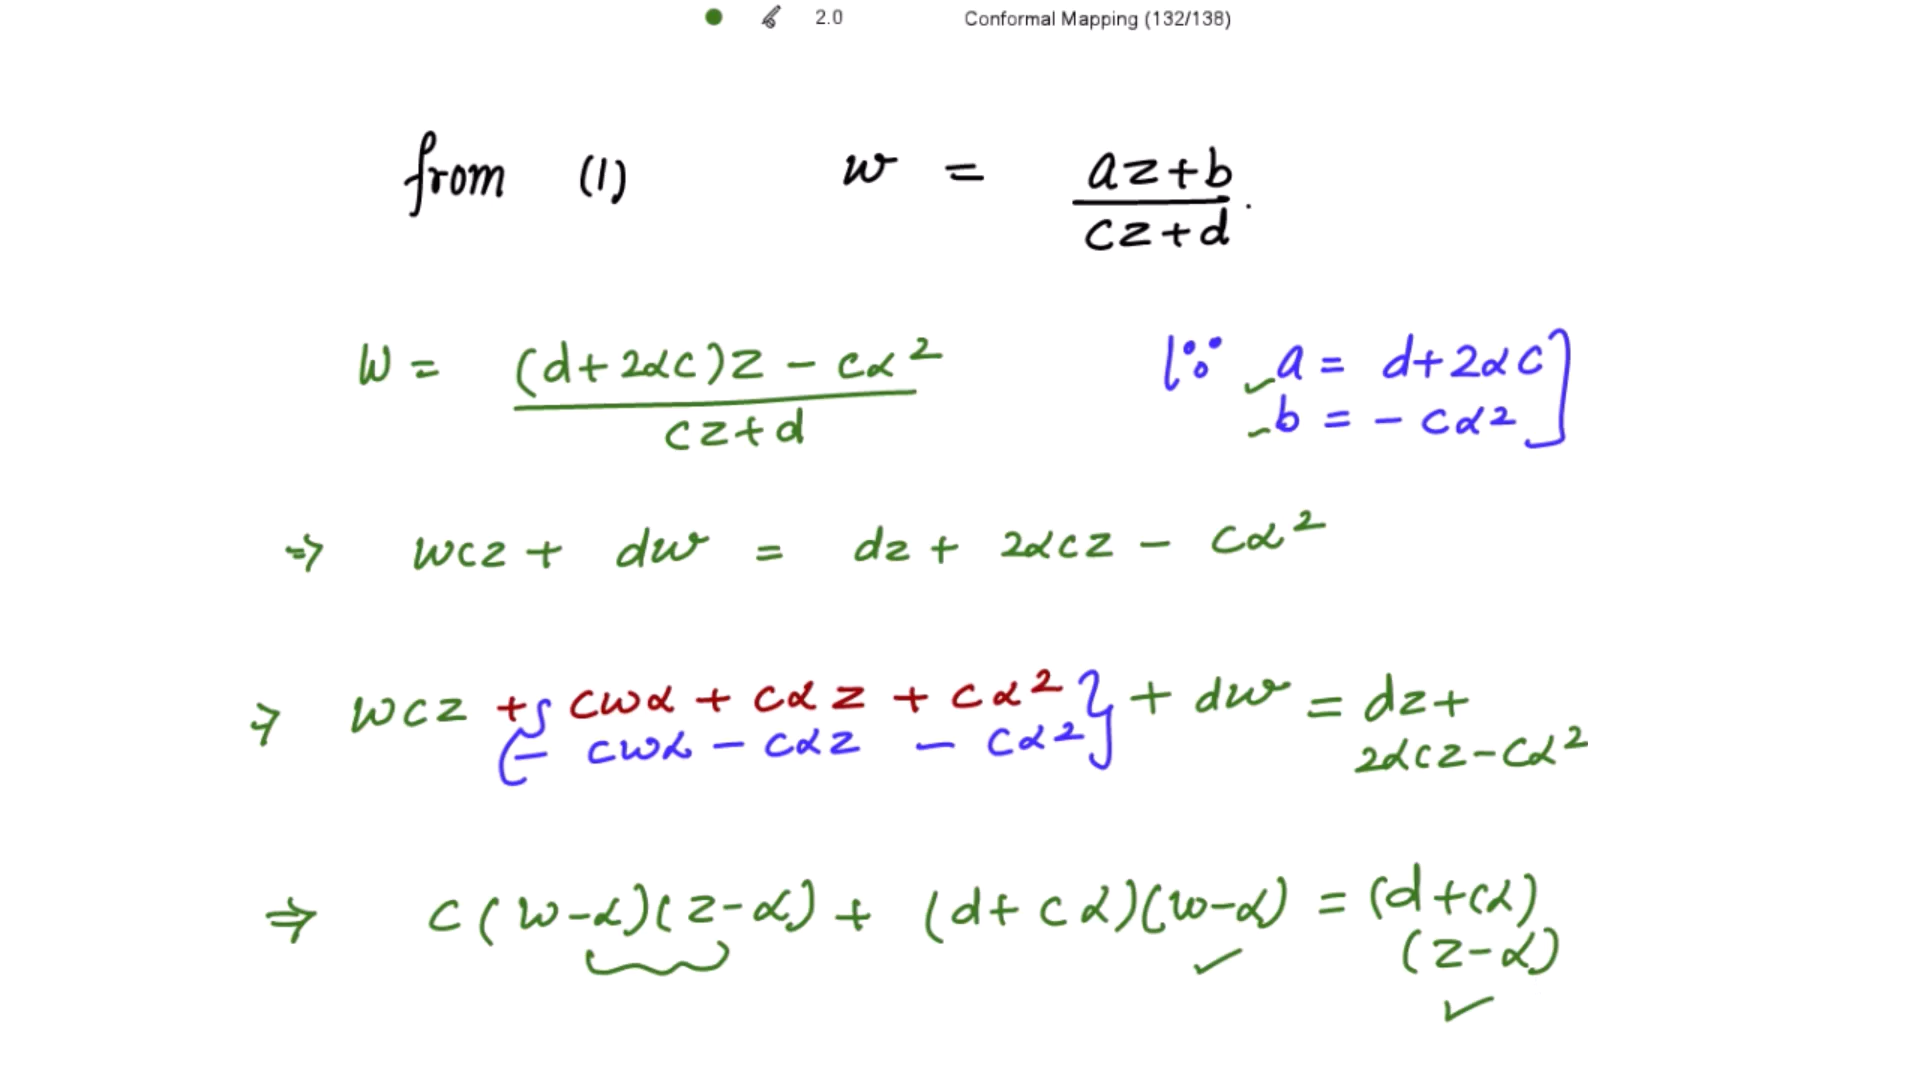 2.0 Conformal Mapping (132/138)
from (1) w = az+b
cz+d .
W = (d+2αc)z - cα²
cz+d
[∵ a = d+2αc
b = - cα²]
⇒ wcz + dw = dz + 2αcz - cα²
⇒ wcz + { cwα + cαz + cα² } + dw = dz +
- cwα - cαz - cα²
2αcz - cα²
⇒ c(w-α)(z-α) + (d+cα)(w-α) = (d+cα)
(z-α)